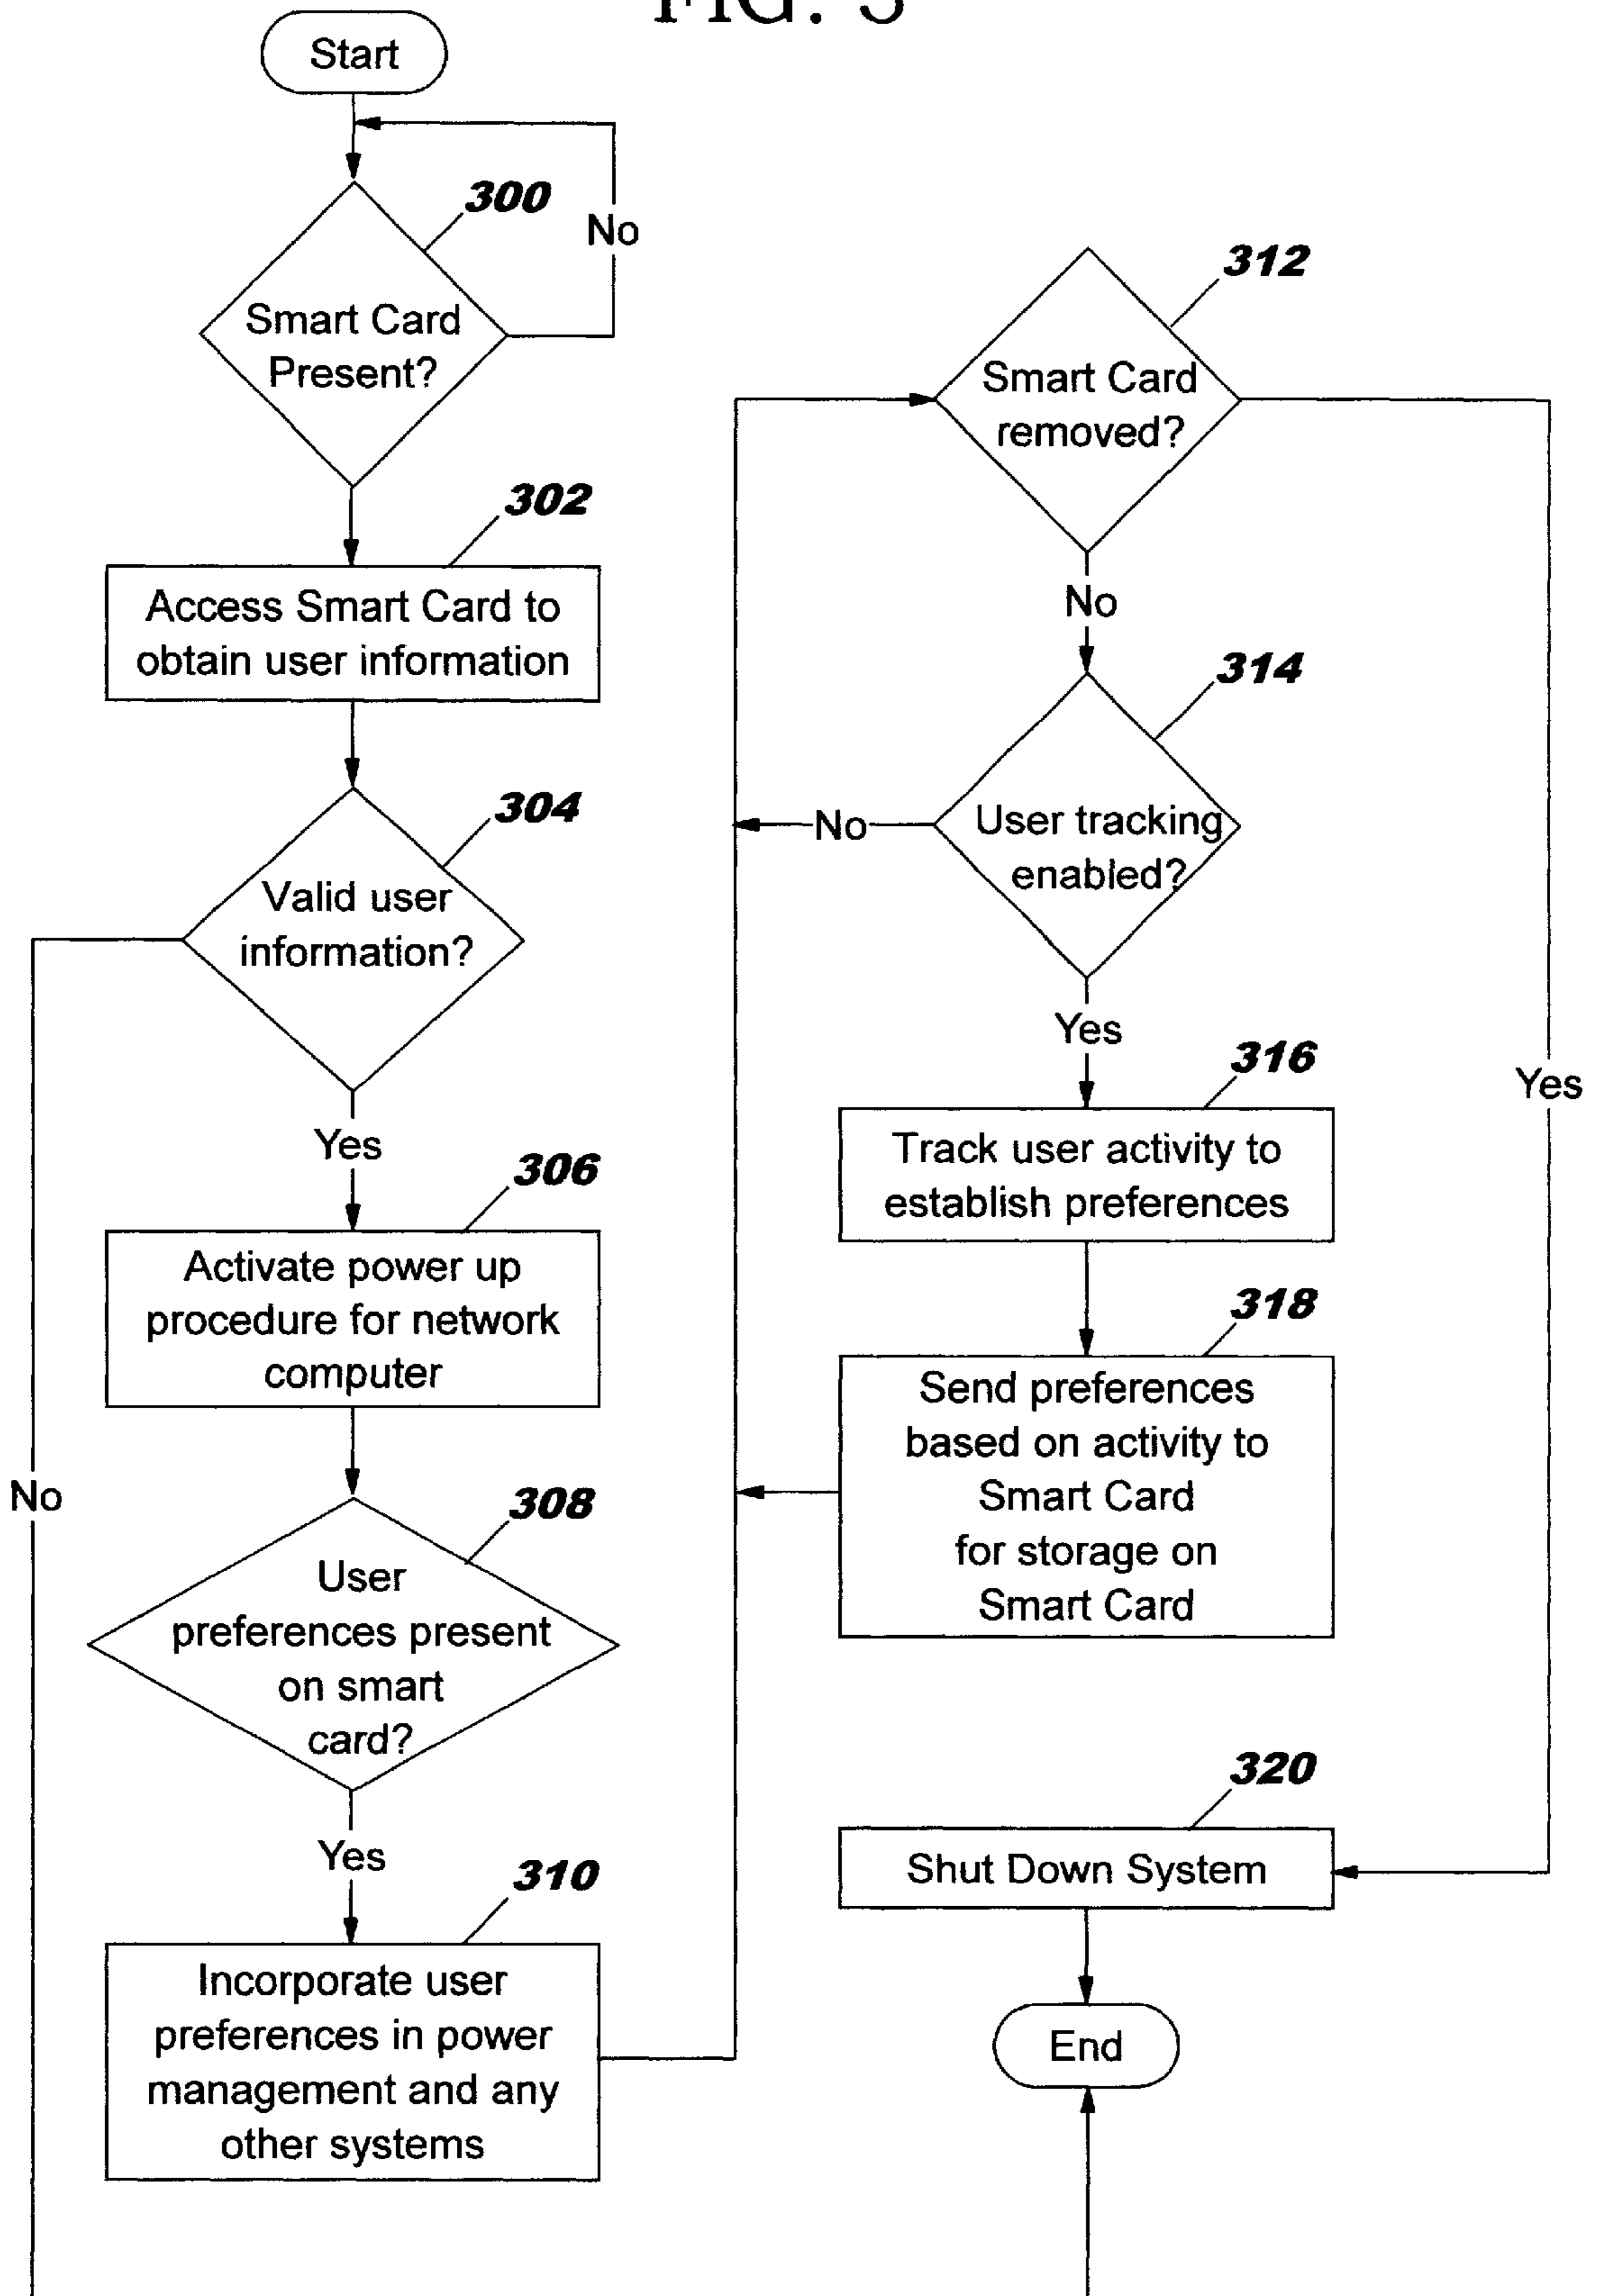 FIG. 3
Start
300
No
Smart Card
Present?
302
Access Smart Card to
obtain user information
304
Valid user
information?
Yes
306
Activate power up
procedure for network
computer
No
308
User
preferences present
on smart
card?
Yes
310
Incorporate user
preferences in power
management and any
other systems
312
Smart Card
removed?
No
314
User tracking
enabled?
No
Yes
Yes
316
Track user activity to
establish preferences
318
Send preferences
based on activity to
Smart Card
for storage on
Smart Card
320
Shut Down System
End